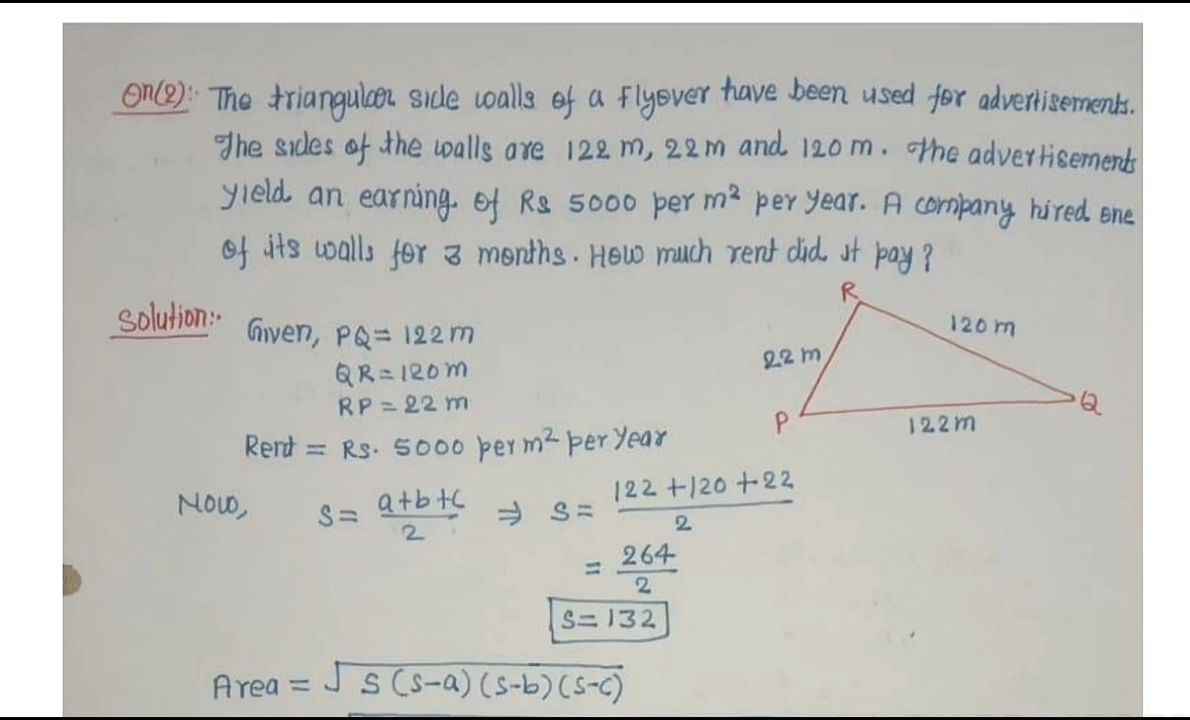 Qn(2):- The triangular side walls of a flyover have been used for advertisements.
The sides of the walls are 122 m, 22m and 120 m. The advertisements
yield an earning. of Rs 5000 per m² per year. A company hired one
of its walls for 3 months. How much rent did it pay?
Solution:- Given, PQ = 122 m
QR = 120 m
RP = 22 m
R
120 m
22 m
P
Q
122 m
Rent = Rs. 5000 per m² per Year
Now, S = a+b+c/2 ⇒ S = 122 + 120 + 22/2
= 264/2
S = 132
Area = √S(S-a)(S-b)(S-c)